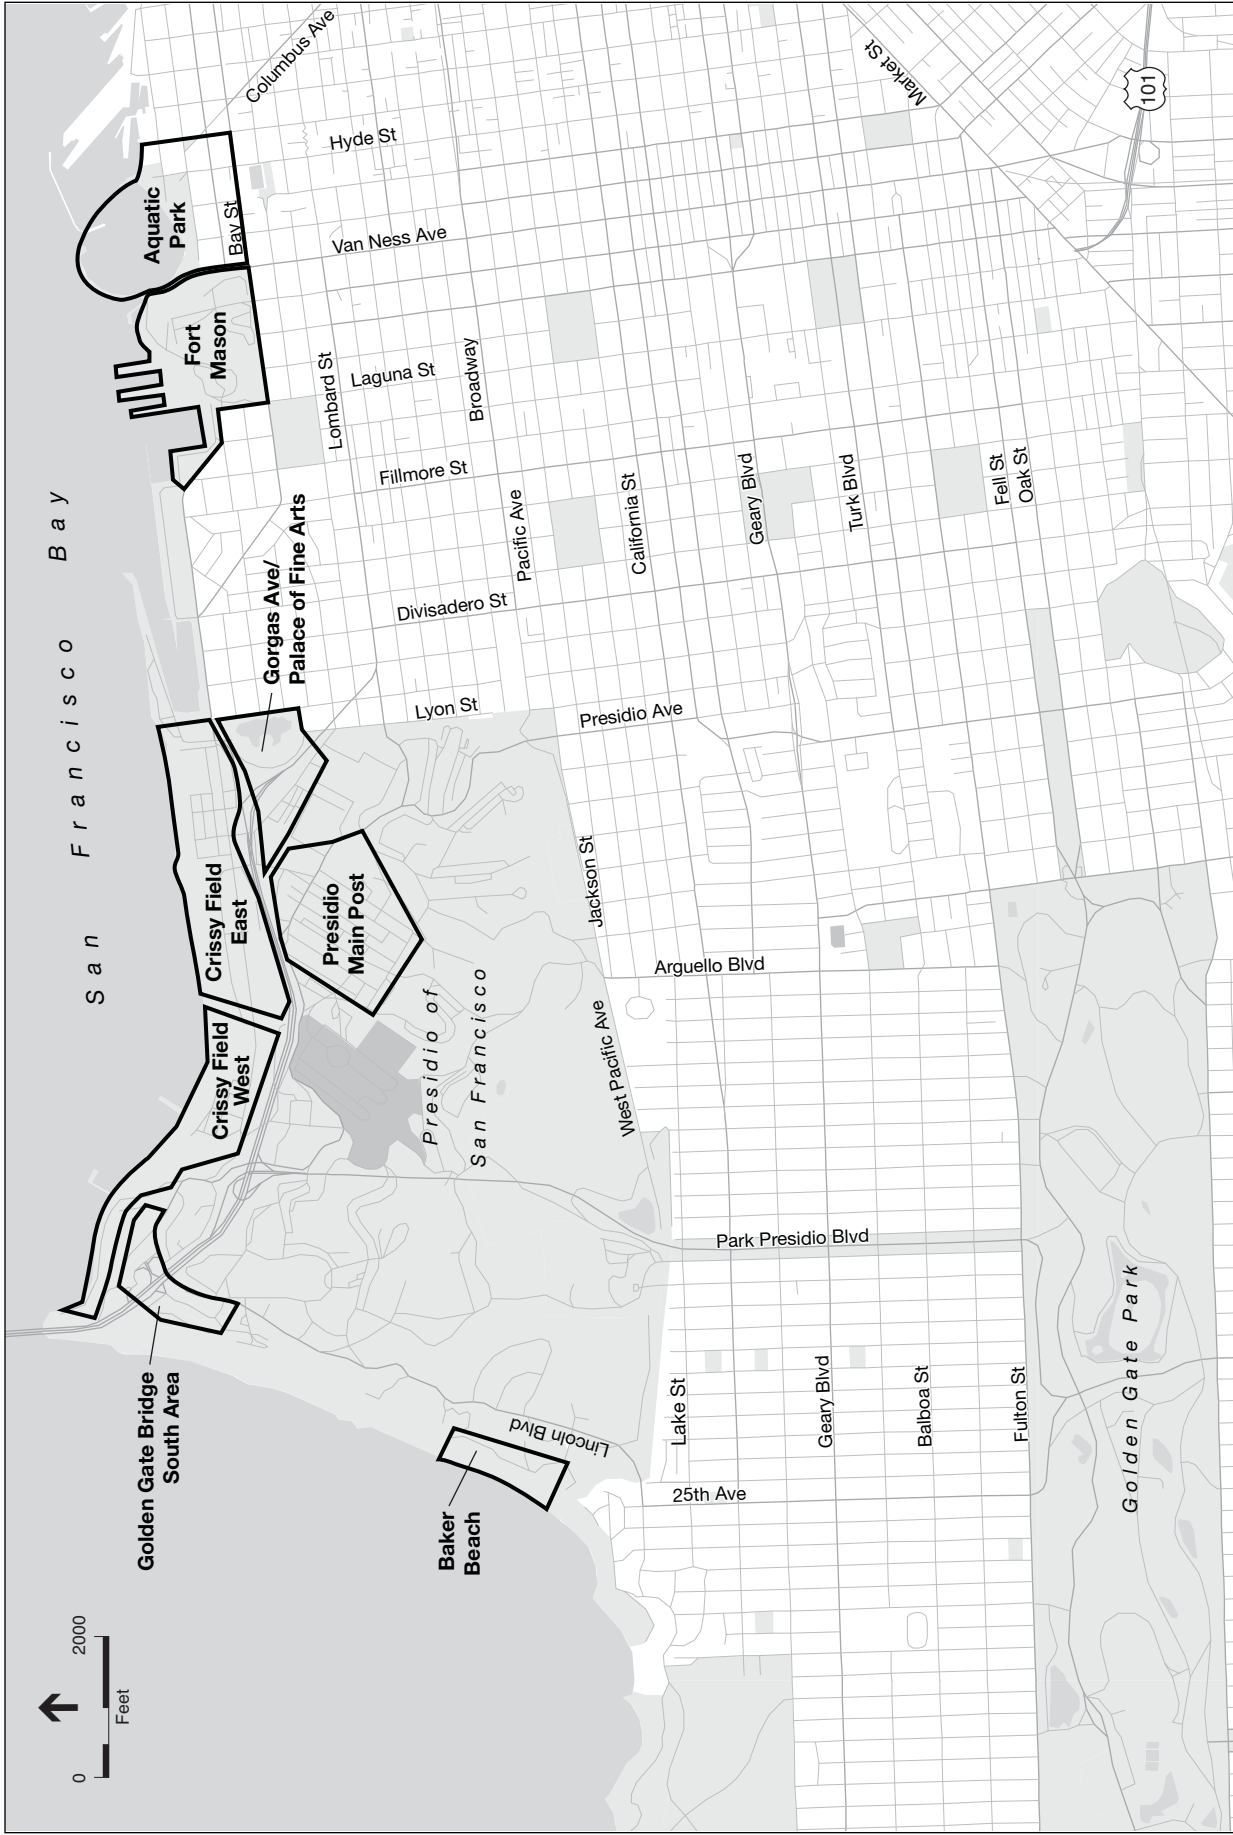 0
2000
Feet
San Francisco Bay
Golden Gate Bridge
South Area
Crissy Field
West
Crissy Field
East
Gorgas Ave/
Palace of Fine Arts
Presidio
Main Post
Fort
Mason
Aquatic
Park
Baker
Beach
Presidio of
San Francisco
Golden Gate Park
Bay St
Columbus Ave
Hyde St
Van Ness Ave
Laguna St
Fillmore St
Divisadero St
Lyon St
Presidio Ave
Lombard St
Broadway
Pacific Ave
California St
Geary Blvd
Turk Blvd
Fell St
Oak St
Market St
101
Jackson St
West Pacific Ave
Arguello Blvd
Park Presidio Blvd
Lincoln Blvd
25th Ave
Lake St
Geary Blvd
Balboa St
Fulton St